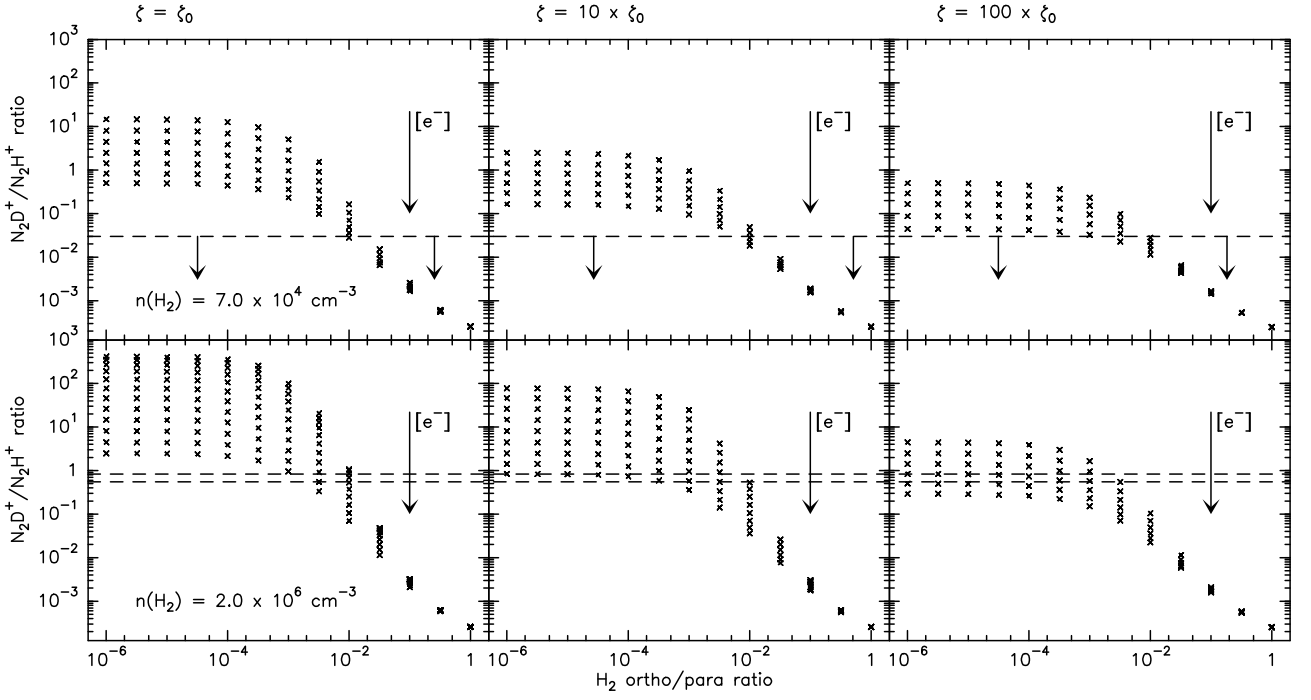 ζ = ζ₀
ζ = 10 x ζ₀
ζ = 100 x ζ₀
N₂D⁺/N₂H⁺ ratio
10³
10²
10
1
10⁻¹
10⁻²
10⁻³
[e⁻]
[e⁻]
[e⁻]
n(H₂) = 7.0 x 10⁴ cm⁻³
N₂D⁺/N₂H⁺ ratio
10³
10²
10
1
10⁻¹
10⁻²
10⁻³
[e⁻]
[e⁻]
[e⁻]
n(H₂) = 2.0 x 10⁶ cm⁻³
10⁻⁶ 10⁻⁴ 10⁻² 1 10⁻⁶ 10⁻⁴ 10⁻² 1 10⁻⁶ 10⁻⁴ 10⁻² 1
H₂ ortho/para ratio